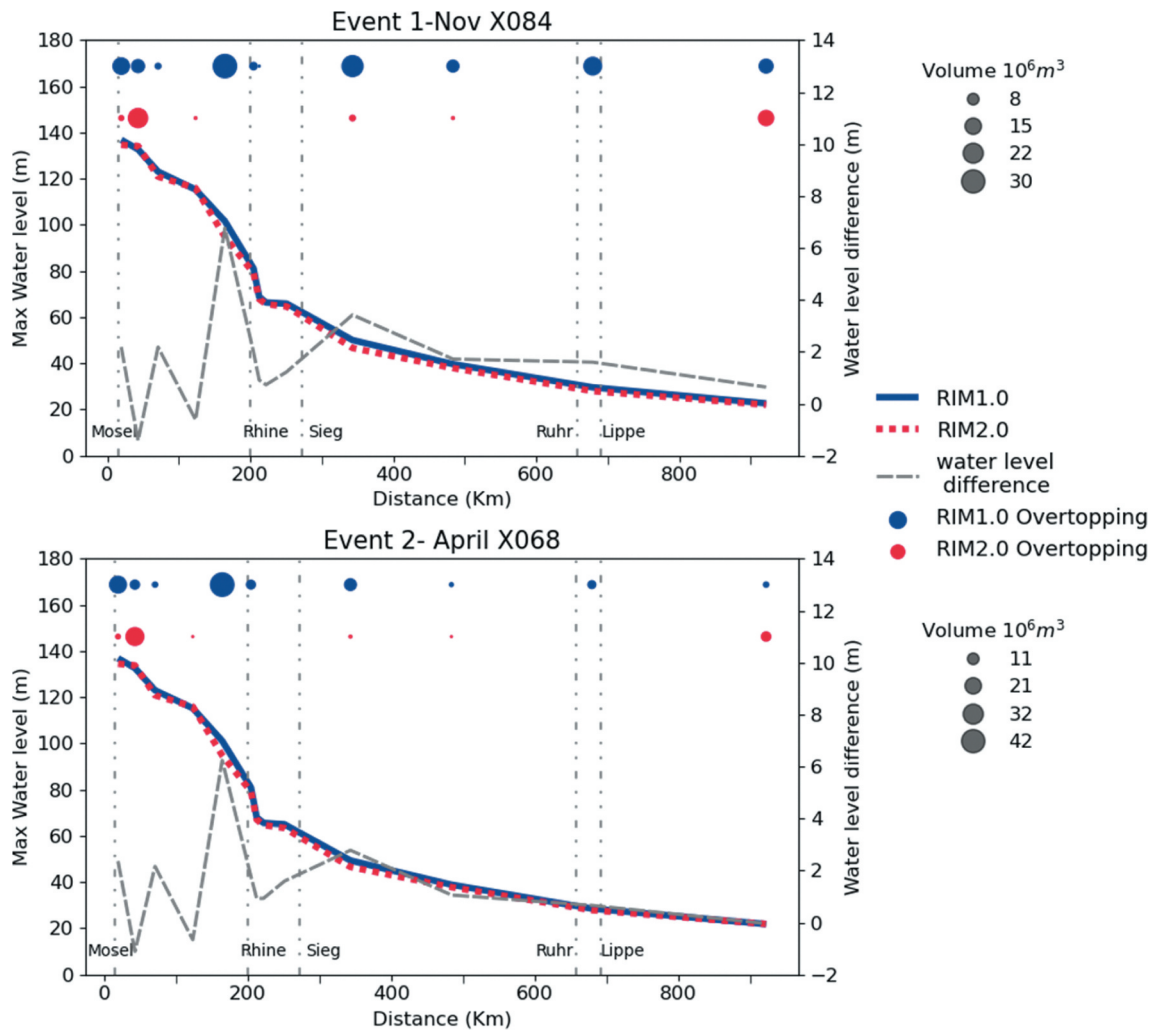 Event 1-Nov X084
180
160
140
120
100
80
60
40
20
0
Max Water level (m)
14
12
10
8
6
4
2
0
−2
Water level difference (m)
Mosel
Rhine
Sieg
Ruhr
Lippe
0
200
400
600
800
Distance (Km)
Volume 10⁶m³
8
15
22
30
RIM1.0
RIM2.0
water level
difference
RIM1.0 Overtopping
RIM2.0 Overtopping
Event 2- April X068
180
160
140
120
100
80
60
40
20
0
Max Water level (m)
14
12
10
8
6
4
2
0
−2
Water level difference (m)
Mosel
Rhine
Sieg
Ruhr
Lippe
0
200
400
600
800
Distance (Km)
Volume 10⁶m³
11
21
32
42